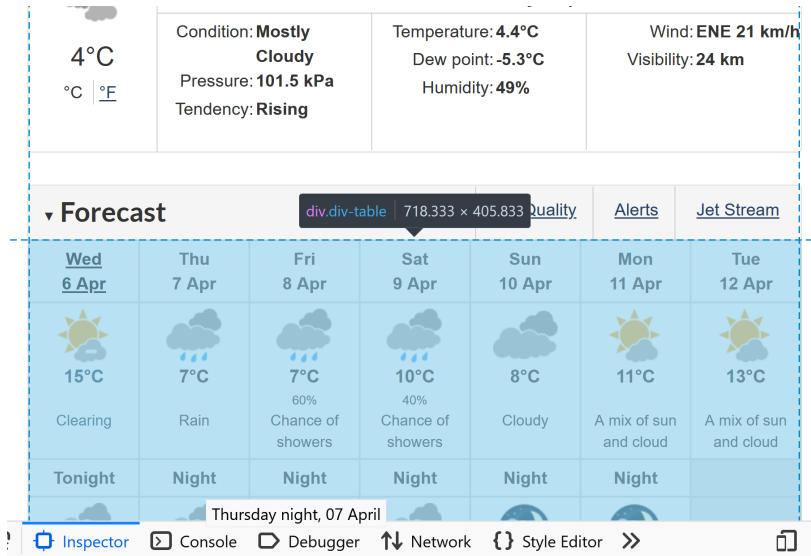 4°C
°C
°F
Condition: Mostly Cloudy
Pressure: 101.5 kPa
Tendency: Rising
Temperature: 4.4°C
Dew point: -5.3°C
Humidity: 49%
Wind: ENE 21 km/h
Visibility: 24 km
▾ Forecast
div.div-table 718.333 × 405.833
Quality
Alerts
Jet Stream
Wed Thu Fri Sat Sun Mon Tue
6 Apr 7 Apr 8 Apr 9 Apr 10 Apr 11 Apr 12 Apr
15°C 7°C 7°C 10°C 8°C 11°C 13°C
60% 40%
Clearing Rain Chance of showers Chance of showers Cloudy A mix of sun and cloud A mix of sun and cloud
Tonight Night Night Night Night Night
Thursday night, 07 April
Inspector Console Debugger Network {} Style Editor